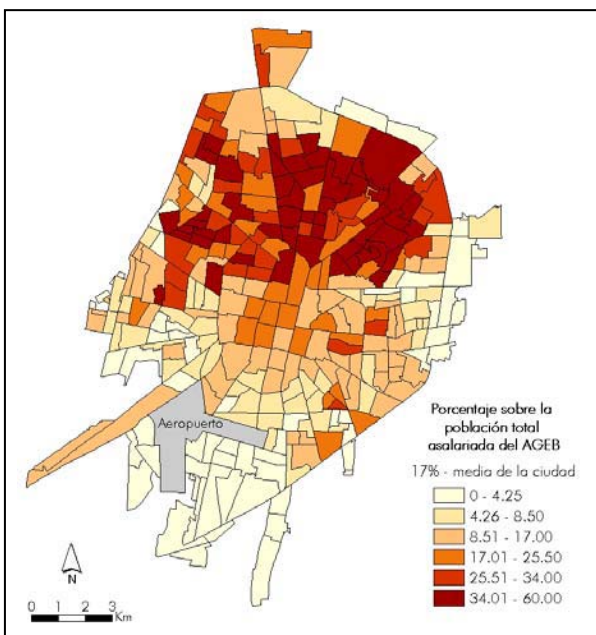 Aeropuerto
Porcentaje sobre la
población total
asalariada del AGEB
17% - media de la ciudad
0 - 4.25
4.26 - 8.50
8.51 - 17.00
17.01 - 25.50
25.51 - 34.00
34.01 - 60.00
N
0 1 2 3
Km